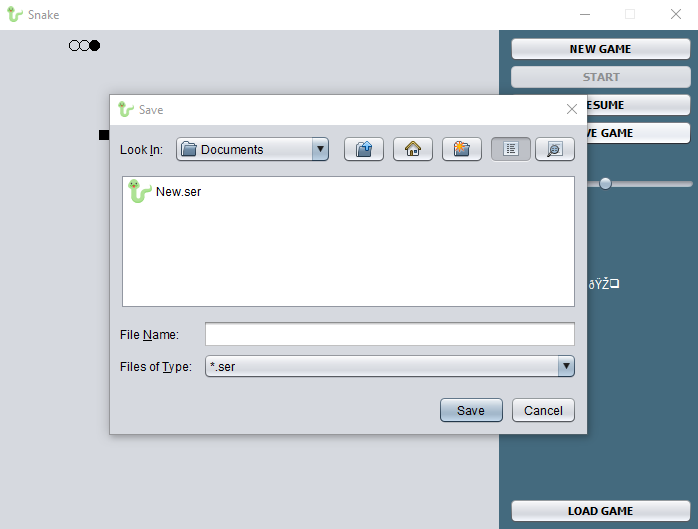 Snake
NEW GAME
START
ESUME
VE GAME
Save
Look In: Documents
New.ser
ðŸŽ
File Name:
Files of Type: *.ser
Save Cancel
LOAD GAME